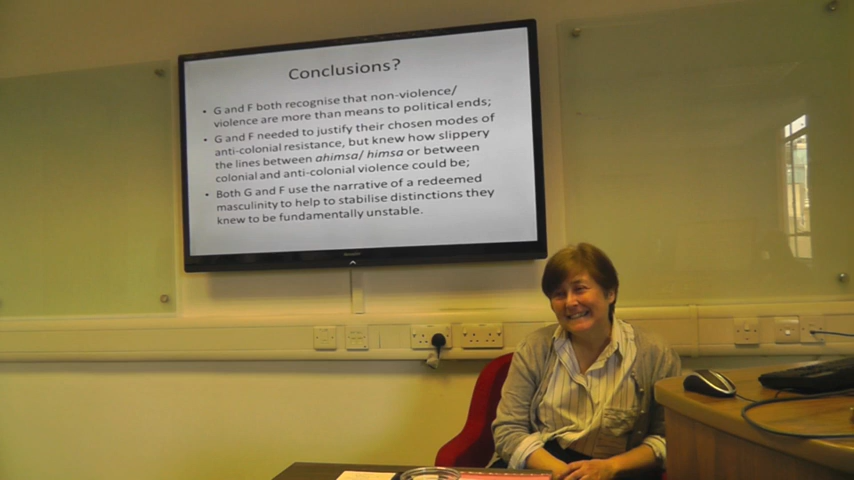 Conclusions?
• G and F both recognise that non-violence/
violence are more than means to political ends;
• G and F needed to justify their chosen modes of
anti-colonial resistance, but knew how slippery
the lines between ahimsa/ himsa or between
colonial and anti-colonial violence could be;
• Both G and F use the narrative of a redeemed
masculinity to help to stabilise distinctions they
knew to be fundamentally unstable.